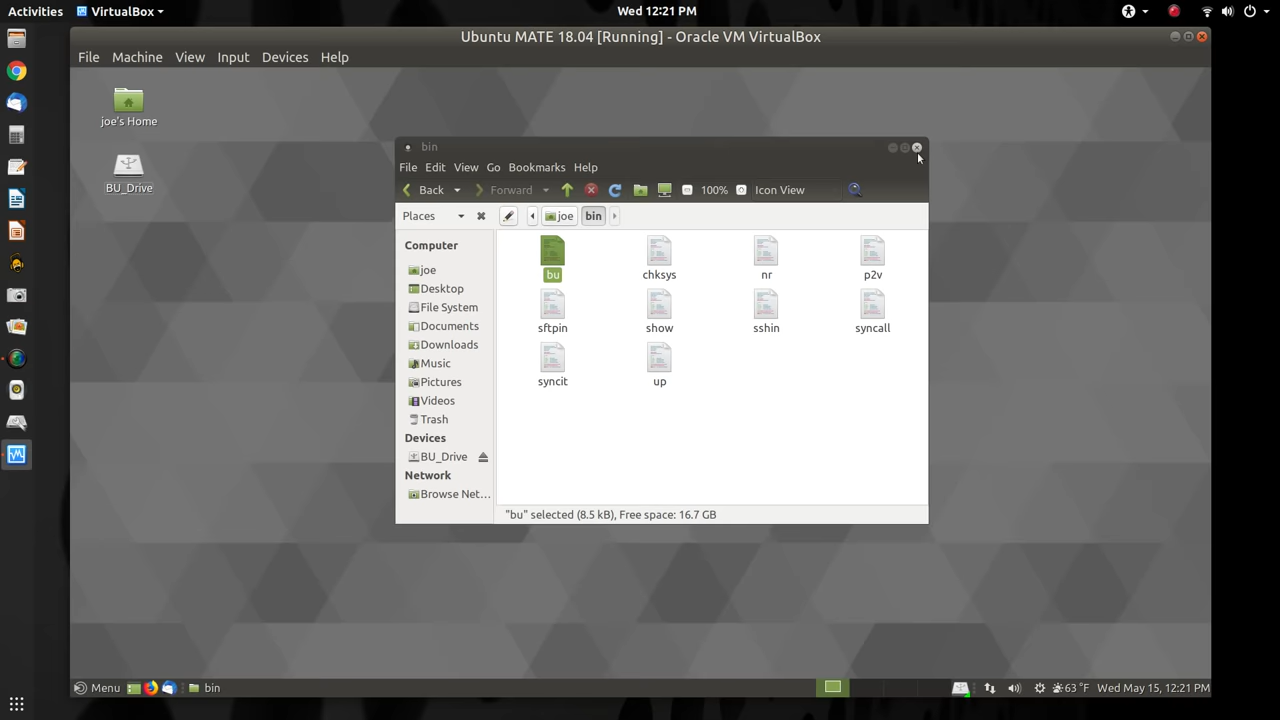 Activities VirtualBox Wed 12:21 PM
Ubuntu MATE 18.04 [Running] - Oracle VM VirtualBox
File Machine View Input Devices Help
joe's Home
BU_Drive
bin
File Edit View Go Bookmarks Help
Back Forward 100% Icon View
Places joe bin
Computer
joe
Desktop
File System
Documents
Downloads
Music
Pictures
Videos
Trash
Devices
BU_Drive
Network
Browse Net...
bu chksys nr p2v
sftpin show sshin syncall
syncit up
"bu" selected (8.5 kB), Free space: 16.7 GB
Menu bin 63 °F Wed May 15, 12:21 PM